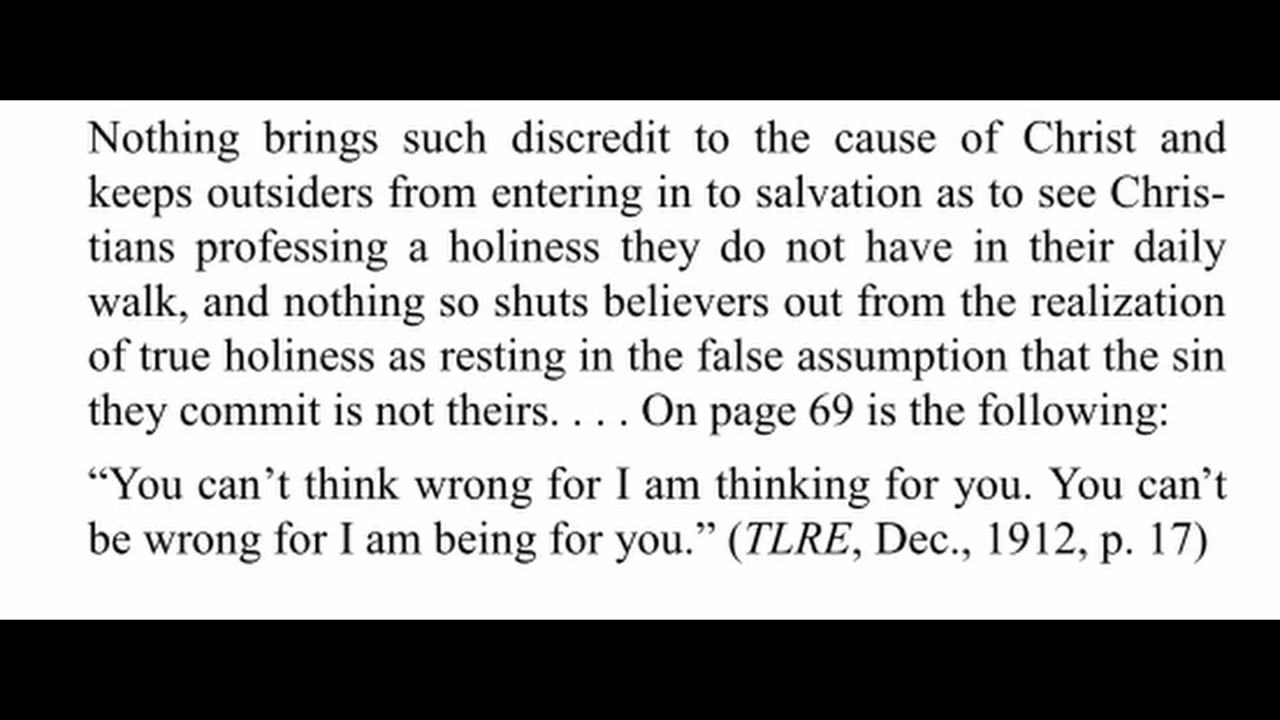 Nothing brings such discredit to the cause of Christ and
keeps outsiders from entering in to salvation as to see Chris-
tians professing a holiness they do not have in their daily
walk, and nothing so shuts believers out from the realization
of true holiness as resting in the false assumption that the sin
they commit is not theirs. . . . On page 69 is the following:
“You can’t think wrong for I am thinking for you. You can’t
be wrong for I am being for you.” (TLRE, Dec., 1912, p. 17)